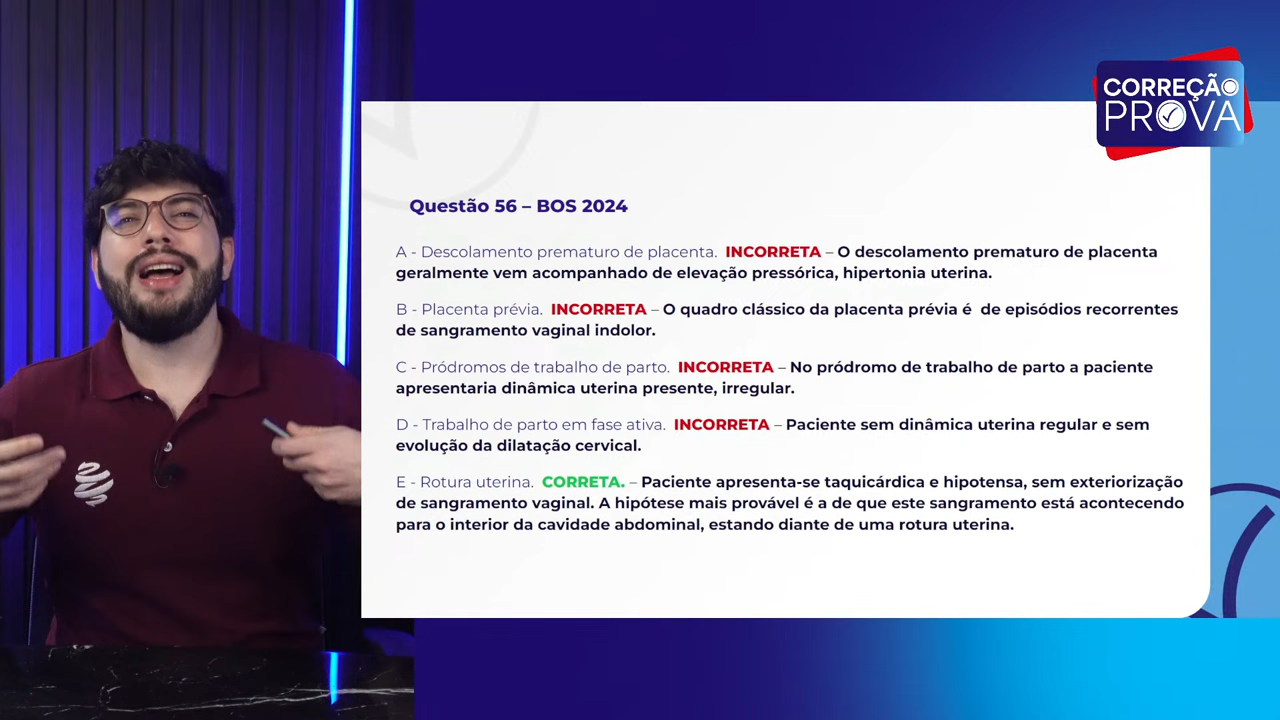 CORREÇÃO
PROVA
Questão 56 – BOS 2024
A - Descolamento prematuro de placenta. INCORRETA – O descolamento prematuro de placenta
geralmente vem acompanhado de elevação pressórica, hipertonia uterina.
B - Placenta prévia. INCORRETA – O quadro clássico da placenta prévia é de episódios recorrentes
de sangramento vaginal indolor.
C - Pródromos de trabalho de parto. INCORRETA – No pródromo de trabalho de parto a paciente
apresentaria dinâmica uterina presente, irregular.
D - Trabalho de parto em fase ativa. INCORRETA – Paciente sem dinâmica uterina regular e sem
evolução da dilatação cervical.
E - Rotura uterina. CORRETA. – Paciente apresenta-se taquicárdica e hipotensa, sem exteriorização
de sangramento vaginal. A hipótese mais provável é a de que este sangramento está acontecendo
para o interior da cavidade abdominal, estando diante de uma rotura uterina.